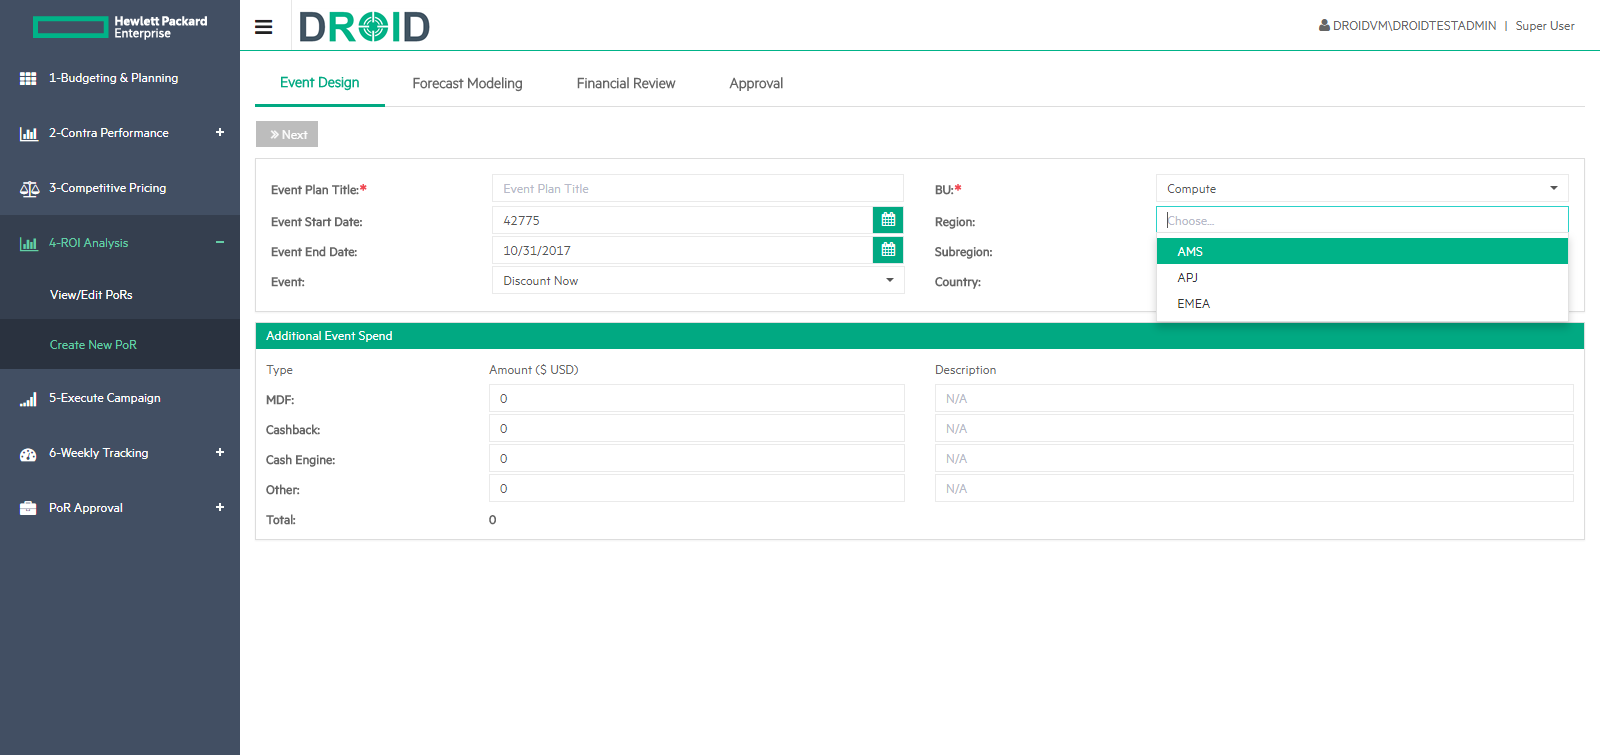 Hewlett Packard
Enterprise
DROID
DROIDVM\DROIDTESTADMIN | Super User
1-Budgeting & Planning
2-Contra Performance +
3-Competitive Pricing
4-ROI Analysis −
View/Edit PoRs
Create New PoR
5-Execute Campaign
6-Weekly Tracking +
PoR Approval +
Event Design Forecast Modeling Financial Review Approval
» Next
Event Plan Title:* Event Plan Title BU:* Compute
Event Start Date: 42775 Region: Choose...
Event End Date: 10/31/2017 Subregion: AMS
Event: Discount Now Country: APJ
EMEA
Additional Event Spend
Type Amount ($ USD) Description
MDF: 0 N/A
Cashback: 0 N/A
Cash Engine: 0 N/A
Other: 0 N/A
Total: 0